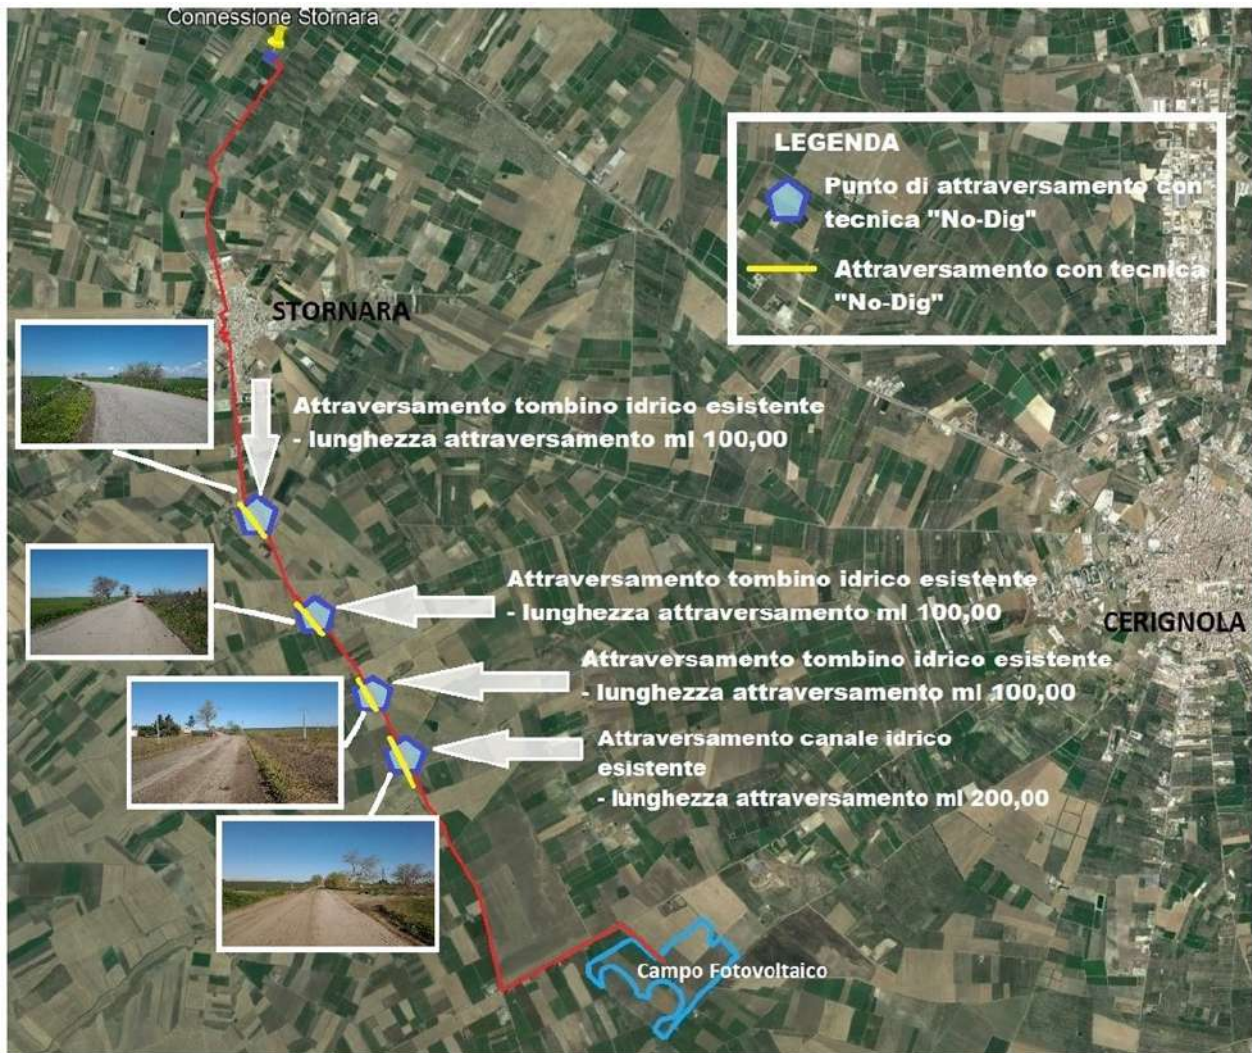 Connessione Stornara
LEGENDA
Punto di attraversamento con
tecnica "No-Dig"
Attraversamento con tecnica
"No-Dig"
STORNARA
Attraversamento tombino idrico esistente
- lunghezza attraversamento ml 100,00
Attraversamento tombino idrico esistente
- lunghezza attraversamento ml 100,00
CERIGNOLA
Attraversamento tombino idrico esistente
- lunghezza attraversamento ml 100,00
Attraversamento canale idrico
esistente
- lunghezza attraversamento ml 200,00
Campo Fotovoltaico